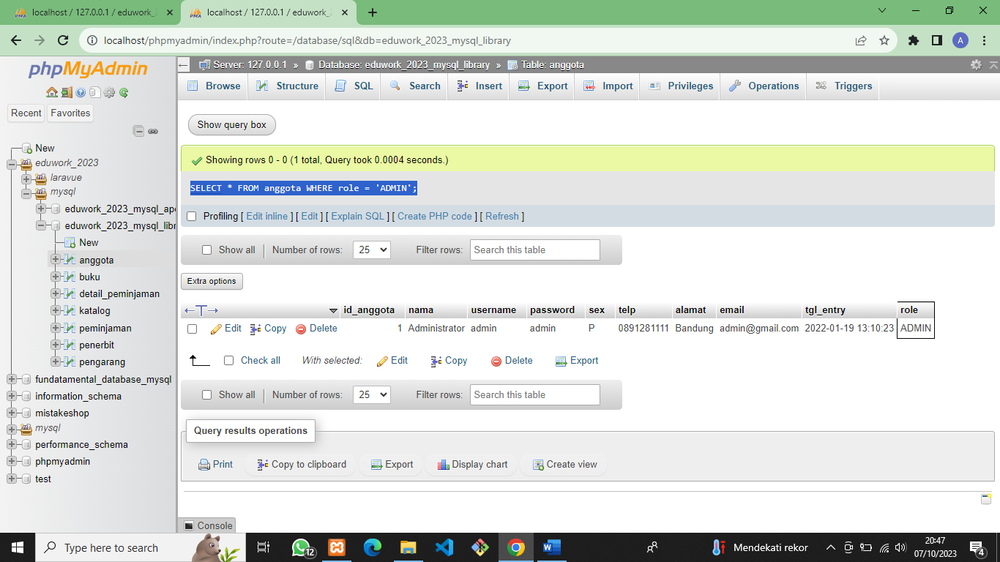 localhost / 127.0.0.1 / eduwork_2
localhost / 127.0.0.1 / eduwork_2
localhost/phpmyadmin/index.php?route=/database/sql&db=eduwork_2023_mysql_library
A
phpMyAdmin
Recent
Favorites
New
eduwork_2023
laravue
mysql
eduwork_2023_mysql_ape
eduwork_2023_mysql_libr
New
anggota
buku
detail_peminjaman
katalog
peminjaman
penerbit
pengarang
fundatamental_database_mysql
information_schema
mistakeshop
mysql
performance_schema
phpmyadmin
test
Server: 127.0.0.1 » Database: eduwork_2023_mysql_library » Table: anggota
Browse Structure SQL Search Insert Export Import Privileges Operations Triggers
Show query box
Showing rows 0 - 0 (1 total, Query took 0.0004 seconds.)
SELECT * FROM anggota WHERE role = 'ADMIN';
Profiling [ Edit inline ] [ Edit ] [ Explain SQL ] [ Create PHP code ] [ Refresh ]
Show all Number of rows: 25 Filter rows: Search this table
Extra options
id_anggota nama username password sex telp alamat email tgl_entry role
Edit Copy Delete 1 Administrator admin admin P 0891281111 Bandung admin@gmail.com 2022-01-19 13:10:23 ADMIN
Check all With selected: Edit Copy Delete Export
Show all Number of rows: 25 Filter rows: Search this table
Query results operations
Print Copy to clipboard Export Display chart Create view
Console
Type here to search
12
Mendekati rekor
20:47
07/10/2023
4